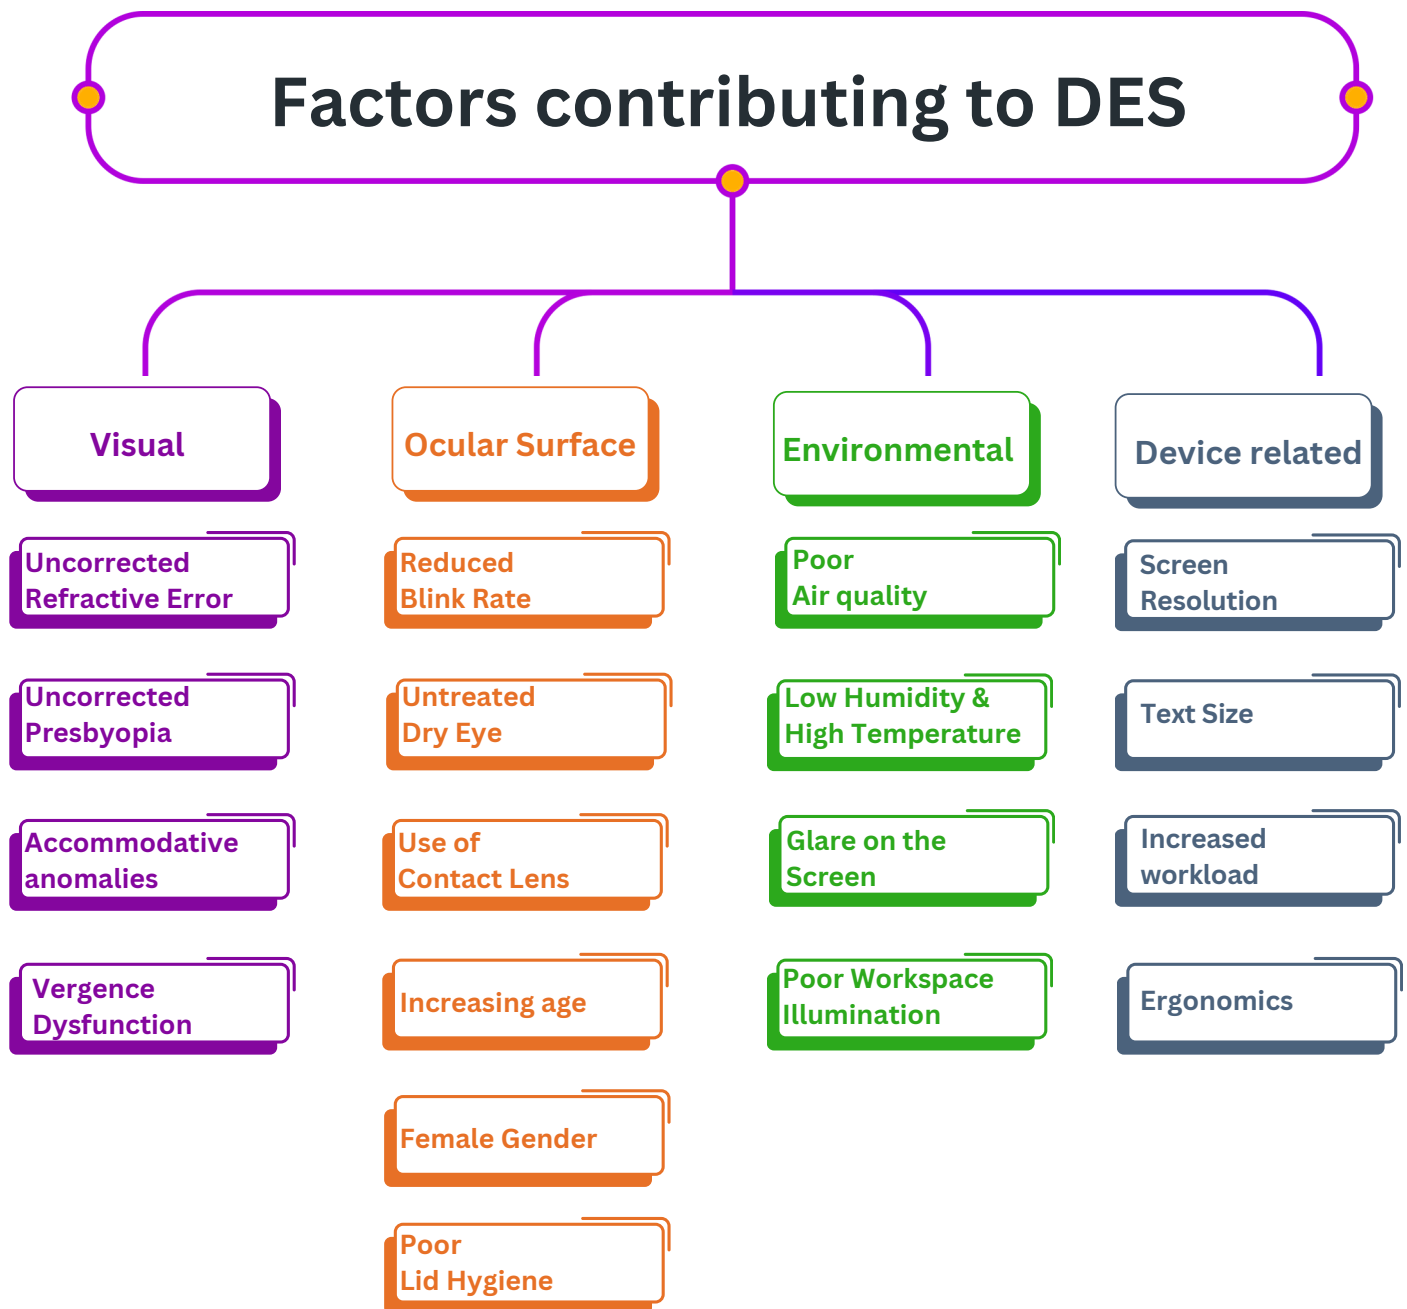 Factors contributing to DES
Visual
Uncorrected
Refractive Error
Uncorrected
Presbyopia
Accommodative
anomalies
Vergence
Dysfunction
Ocular Surface
Reduced
Blink Rate
Untreated
Dry Eye
Use of
Contact Lens
Increasing age
Female Gender
Poor
Lid Hygiene
Environmental
Poor
Air quality
Low Humidity &
High Temperature
Glare on the
Screen
Poor Workspace
Illumination
Device related
Screen
Resolution
Text Size
Increased
workload
Ergonomics